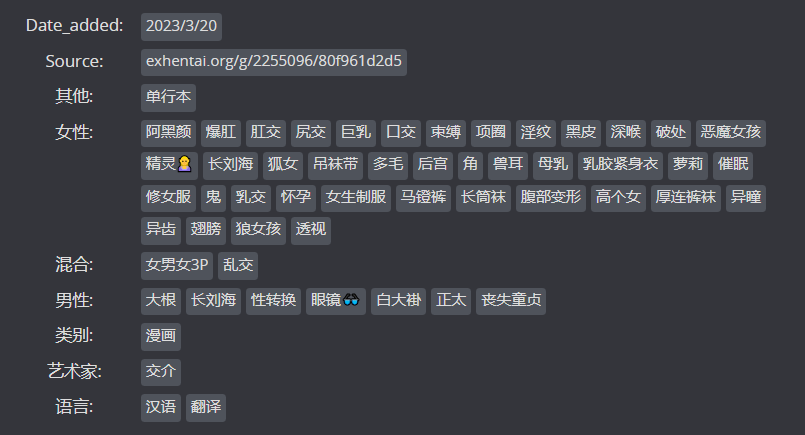 Date_added: 2023/3/20
Source: exhentai.org/g/2255096/80f961d2d5
其他: 单行本
女性: 阿黑颜 爆肛 肛交 尻交 巨乳 口交 束缚 项圈 淫纹 黑皮 深喉 破处 恶魔女孩
精灵🧝‍♀️ 长刘海 狐女 吊袜带 多毛 后宫 角 兽耳 母乳 乳胶紧身衣 萝莉 催眠
修女服 鬼 乳交 怀孕 女生制服 马镫裤 长筒袜 腹部变形 高个女 厚连裤袜 异瞳
异齿 翅膀 狼女孩 透视
混合: 女男女3P 乱交
男性: 大根 长刘海 性转换 眼镜🕶️ 白大褂 正太 丧失童贞
类别: 漫画
艺术家: 交介
语言: 汉语 翻译